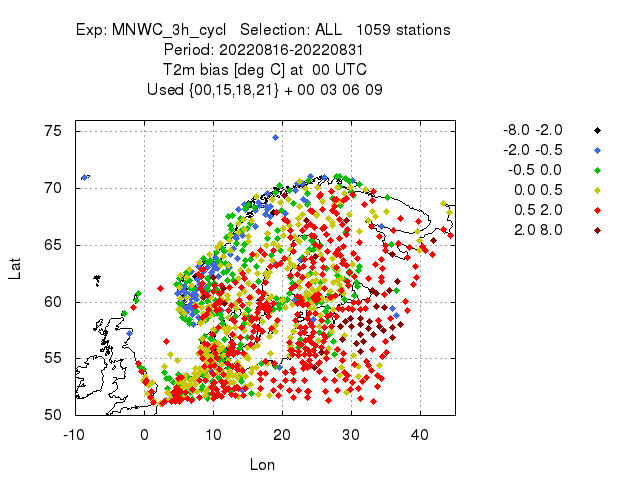 Exp: MNWC_3h_cycl   Selection: ALL   1059 stations
Period: 20220816-20220831
T2m bias [deg C] at  00 UTC
Used {00,15,18,21} + 00 03 06 09
-8.0 -2.0
-2.0 -0.5
-0.5 0.0
0.0 0.5
0.5 2.0
2.0 8.0
75
70
65
60
55
50
Lat
-10 0 10 20 30 40
Lon